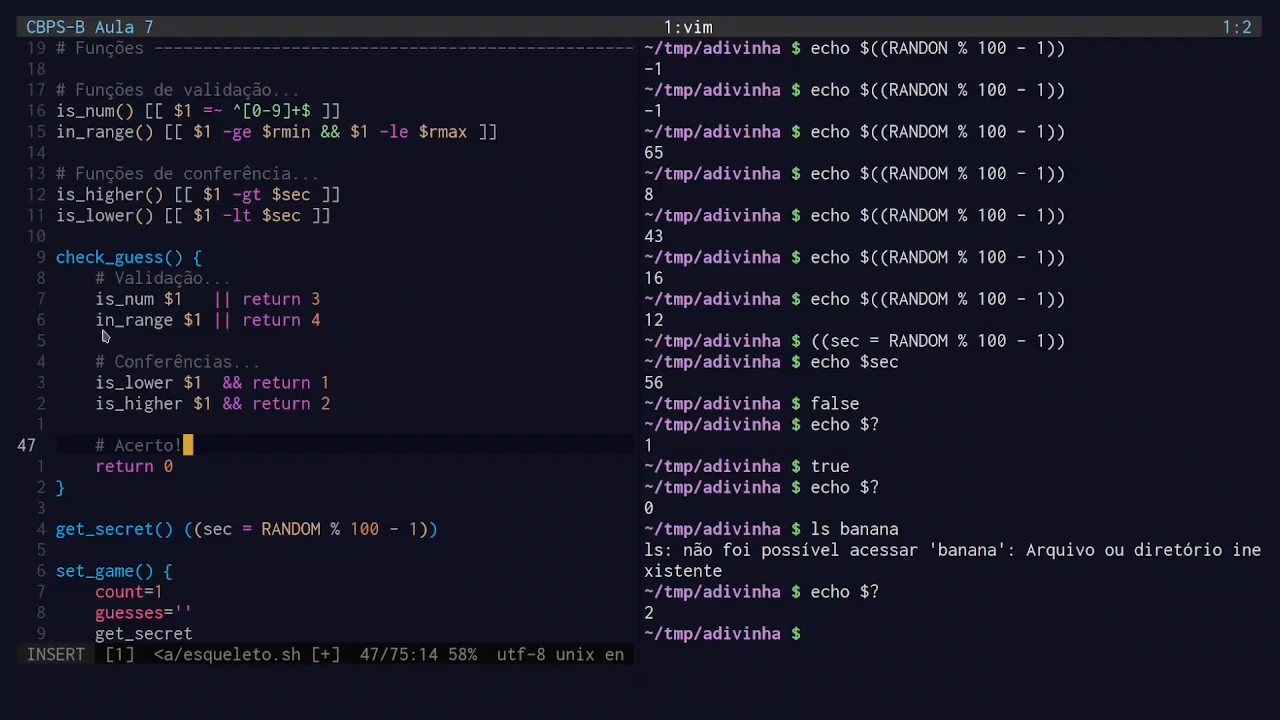 CBPS-B Aula 7 1:vim 1:2
19 # Funções -------------------------------------------------
18
17 # Funções de validação...
16 is_num() [[ $1 =~ ^[0-9]+$ ]]
15 in_range() [[ $1 -ge $rmin && $1 -le $rmax ]]
14
13 # Funções de conferência...
12 is_higher() [[ $1 -gt $sec ]]
11 is_lower() [[ $1 -lt $sec ]]
10
9 check_guess() {
8     # Validação...
7     is_num $1   || return 3
6     in_range $1 || return 4
5
4     # Conferências...
3     is_lower $1  && return 1
2     is_higher $1 && return 2
1
47     # Acerto!
1     return 0
2 }
3
4 get_secret() ((sec = RANDOM % 100 - 1))
5
6 set_game() {
7     count=1
8     guesses=''
9     get_secret
INSERT [1] <a/esqueleto.sh [+] 47/75:14 58% utf-8 unix en
~/tmp/adivinha $ echo $((RANDON % 100 - 1))
-1
~/tmp/adivinha $ echo $((RANDON % 100 - 1))
-1
~/tmp/adivinha $ echo $((RANDOM % 100 - 1))
65
~/tmp/adivinha $ echo $((RANDOM % 100 - 1))
8
~/tmp/adivinha $ echo $((RANDOM % 100 - 1))
43
~/tmp/adivinha $ echo $((RANDOM % 100 - 1))
16
~/tmp/adivinha $ echo $((RANDOM % 100 - 1))
12
~/tmp/adivinha $ ((sec = RANDOM % 100 - 1))
~/tmp/adivinha $ echo $sec
56
~/tmp/adivinha $ false
~/tmp/adivinha $ echo $?
1
~/tmp/adivinha $ true
~/tmp/adivinha $ echo $?
0
~/tmp/adivinha $ ls banana
ls: não foi possível acessar 'banana': Arquivo ou diretório ine
xistente
~/tmp/adivinha $ echo $?
2
~/tmp/adivinha $